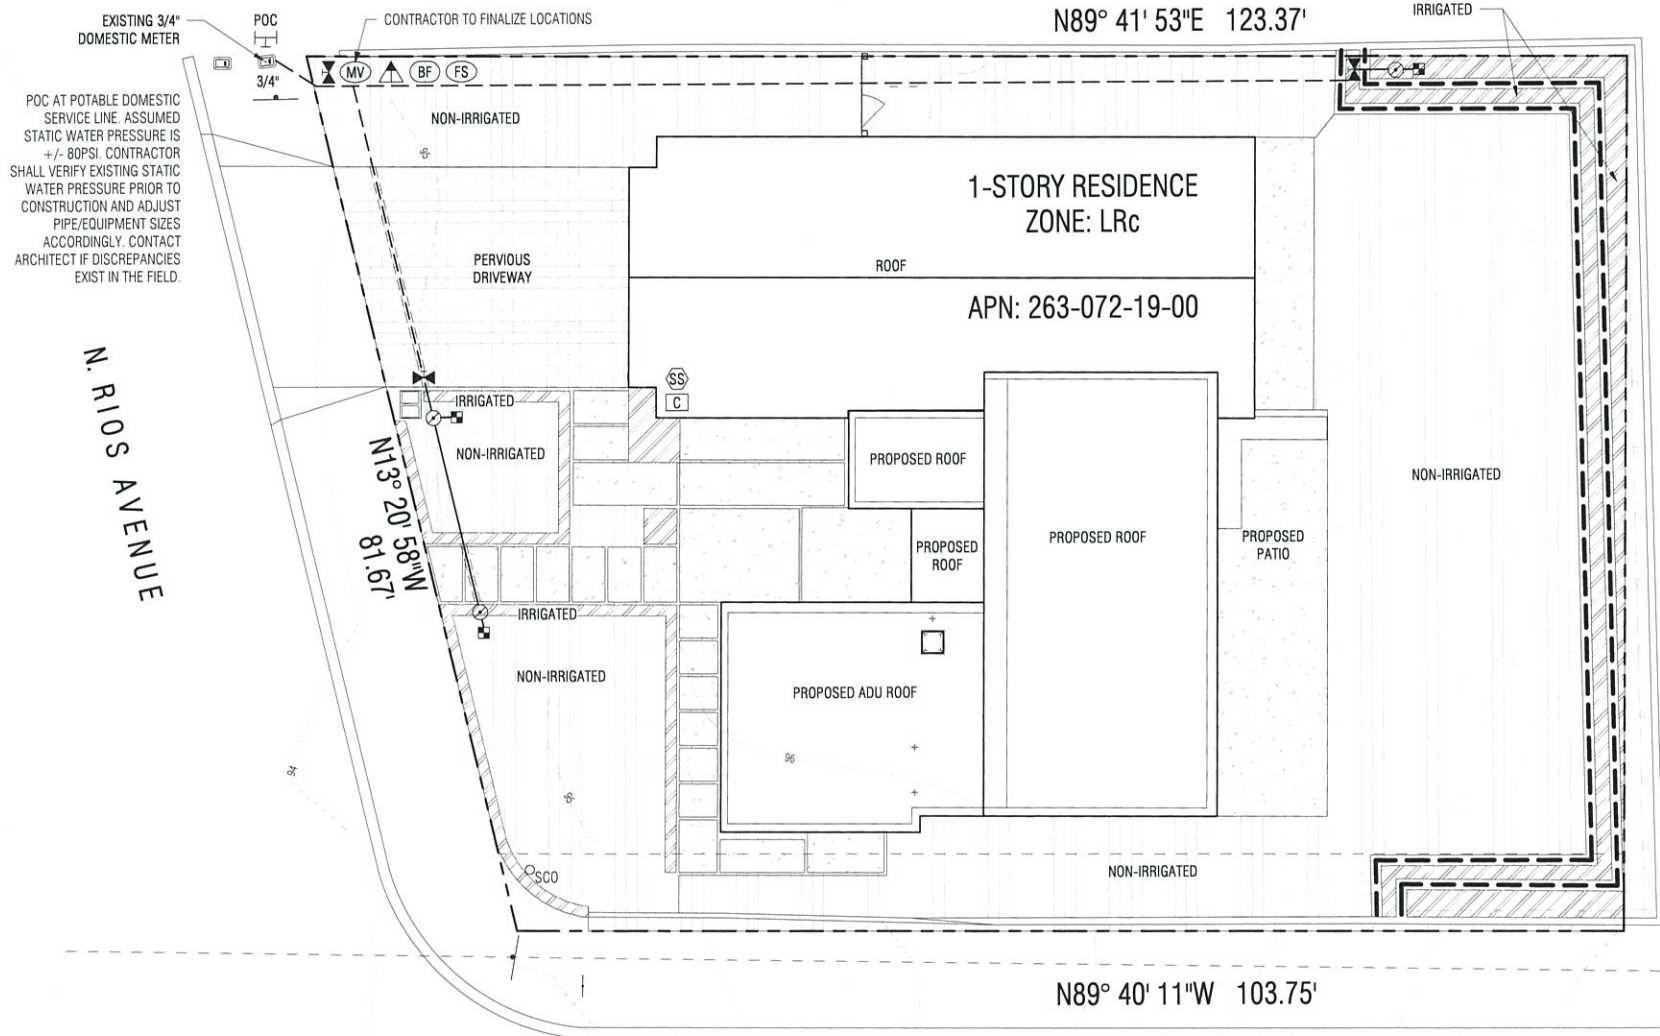 EXISTING 3/4"
DOMESTIC METER
POC
3/4"
CONTRACTOR TO FINALIZE LOCATIONS
N89° 41' 53"E 123.37'
IRRIGATED
MV
BF
FS
POC AT POTABLE DOMESTIC
SERVICE LINE. ASSUMED
STATIC WATER PRESSURE IS
+/- 80PSI. CONTRACTOR
SHALL VERIFY EXISTING STATIC
WATER PRESSURE PRIOR TO
CONSTRUCTION AND ADJUST
PIPE/EQUIPMENT SIZES
ACCORDINGLY. CONTACT
ARCHITECT IF DISCREPANCIES
EXIST IN THE FIELD.
NON-IRRIGATED
95
1-STORY RESIDENCE
ZONE: LRc
ROOF
APN: 263-072-19-00
PERVIOUS
DRIVEWAY
N. RIOS AVENUE
SS
C
IRRIGATED
NON-IRRIGATED
N13° 20' 58"W
81.67'
PROPOSED ROOF
PROPOSED
ROOF
PROPOSED ROOF
PROPOSED
PATIO
NON-IRRIGATED
IRRIGATED
NON-IRRIGATED
PROPOSED ADU ROOF
96
94
95
SCO
NON-IRRIGATED
N89° 40' 11"W 103.75'